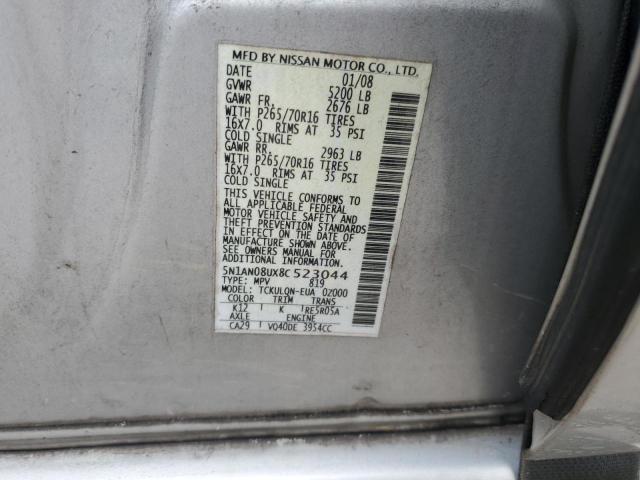 MFD BY NISSAN MOTOR CO., LTD.
DATE 01/08
GVWR 5200 LB
GAWR FR. 2676 LB
WITH P265/70R16 TIRES
16X7.0 RIMS AT 35 PSI
COLD SINGLE
GAWR RR. 2963 LB
WITH P265/70R16 TIRES
16X7.0 RIMS AT 35 PSI
COLD SINGLE
THIS VEHICLE CONFORMS TO
ALL APPLICABLE FEDERAL
MOTOR VEHICLE SAFETY AND
THEFT PREVENTION STANDARDS
IN EFFECT ON THE DATE OF
MANUFACTURE SHOWN ABOVE.
SEE OWNERS MANUAL FOR
ADDITIONAL INFORMATION.
5N1AN08UX8C523044
TYPE: MPV 819
MODEL: TCKULQN-EUA 02000
COLOR TRIM TRANS
K12 K RE5R05A
AXLE ENGINE
CA29 VQ40DE 3954CC